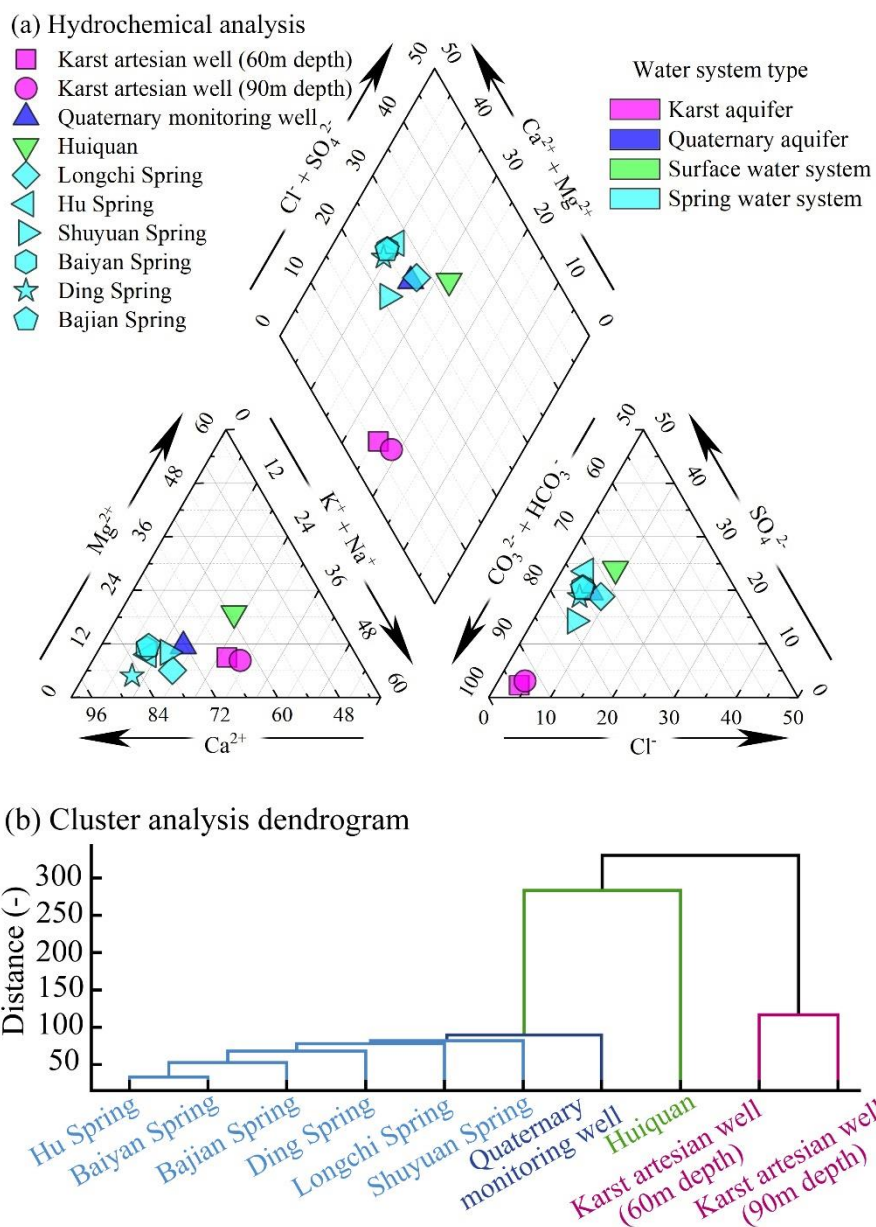 (a) Hydrochemical analysis
Karst artesian well (60m depth)
Karst artesian well (90m depth)
Quaternary monitoring well
Huiquan
Longchi Spring
Hu Spring
Shuyuan Spring
Baiyan Spring
Ding Spring
Bajian Spring
Water system type
Karst aquifer
Quaternary aquifer
Surface water system
Spring water system
Cl⁻ + SO₄²⁻
0 10 20 30 40 50
Ca²⁺ + Mg²⁺
50 40 30 20 10 0
Mg²⁺
0 12 24 36 48 60
K⁺ + Na⁺
0 12 24 36 48 60
Ca²⁺
96 84 72 60 48
CO₃²⁻ + HCO₃⁻
50 60 70 80 90 100
SO₄²⁻
50 40 30 20 10 0
Cl⁻
0 10 20 30 40 50
(b) Cluster analysis dendrogram
Distance (-)
300
250
200
150
100
50
Hu Spring
Baiyan Spring
Bajian Spring
Ding Spring
Longchi Spring
Shuyuan Spring
Quaternary
monitoring well
Huiquan
Karst artesian well
(60m depth)
Karst artesian well
(90m depth)